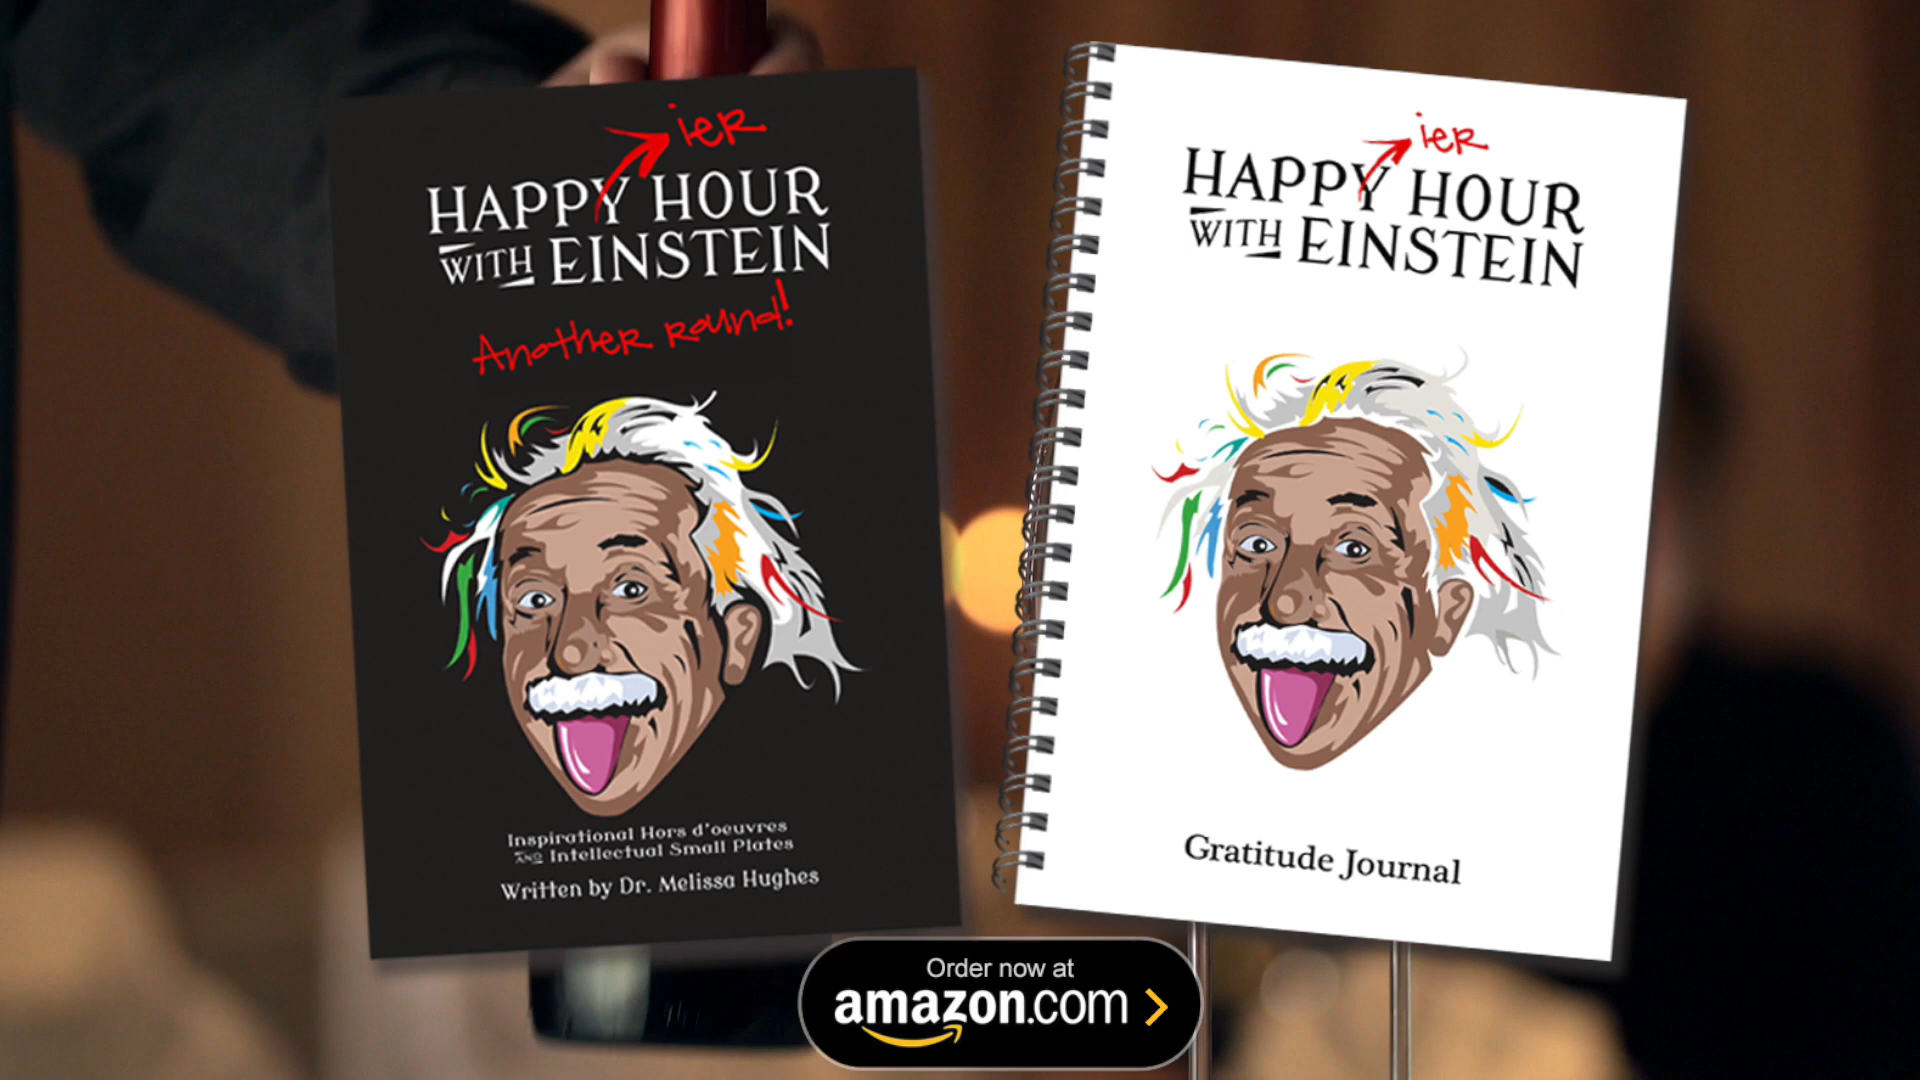 ier
HAPPY HOUR
WITH EINSTEIN
Another round!
Inspirational Hors d'oeuvres
AND Intellectual Small Plates
Written by Dr. Melissa Hughes
ier
HAPPY HOUR
WITH EINSTEIN
Gratitude Journal
Order now at
amazon.com